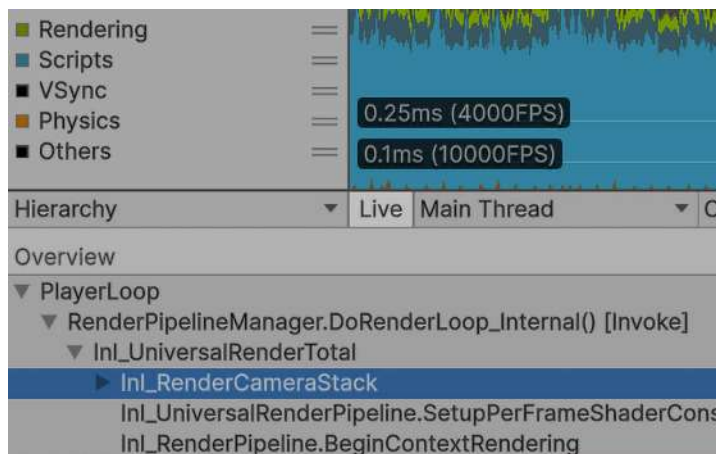 Rendering
Scripts
VSync
Physics
Others
0.25ms (4000FPS)
0.1ms (10000FPS)
Hierarchy
Live
Main Thread
Overview
PlayerLoop
RenderPipelineManager.DoRenderLoop_Internal() [Invoke]
Inl_UniversalRenderTotal
Inl_RenderCameraStack
Inl_UniversalRenderPipeline.SetupPerFrameShaderCons
Inl_RenderPipeline.BeginContextRendering